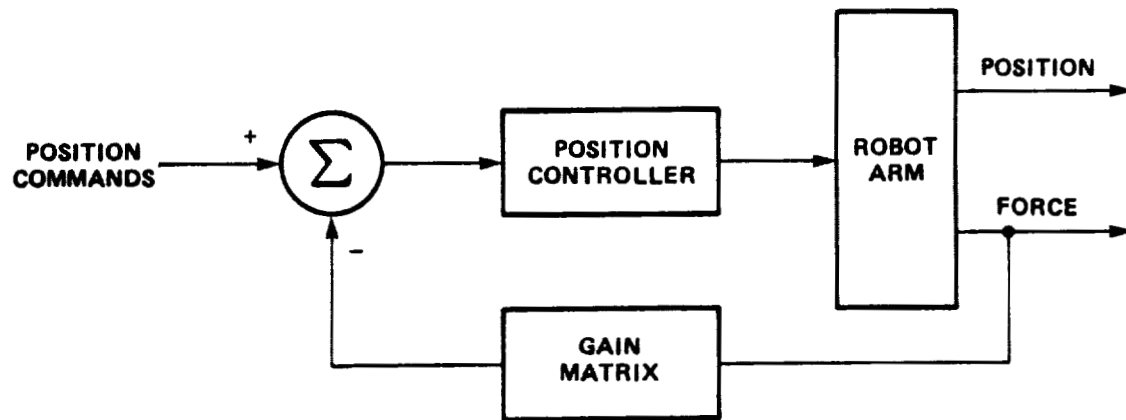 POSITION
COMMANDS
+
Σ
−
POSITION
CONTROLLER
ROBOT
ARM
POSITION
FORCE
GAIN
MATRIX